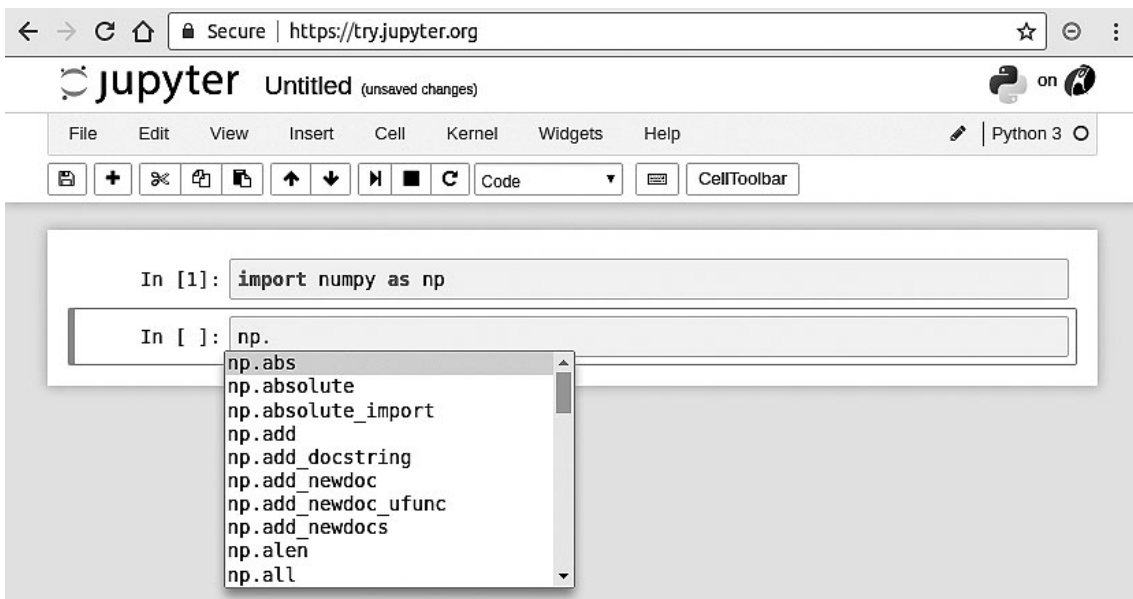 Secure | https://try.jupyter.org
jupyter Untitled (unsaved changes) on
File Edit View Insert Cell Kernel Widgets Help Python 3
Code CellToolbar
In [1]: import numpy as np
In [ ]: np.
np.abs
np.absolute
np.absolute_import
np.add
np.add_docstring
np.add_newdoc
np.add_newdoc_ufunc
np.add_newdocs
np.alen
np.all